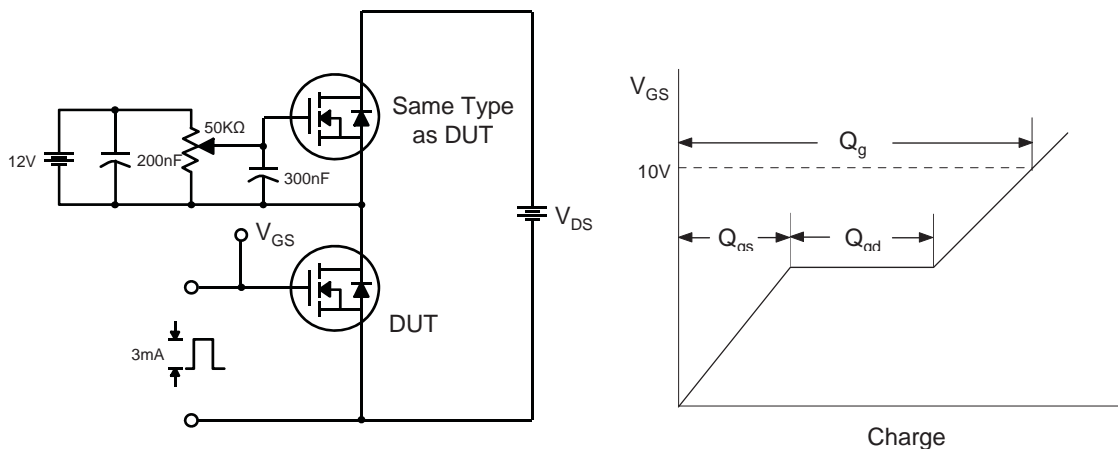 Same Type
as DUT
50KΩ
12V
200nF
300nF
V_GS
V_DS
DUT
3mA
V_GS
Q_g
10V
Q_gs
Q_gd
Charge